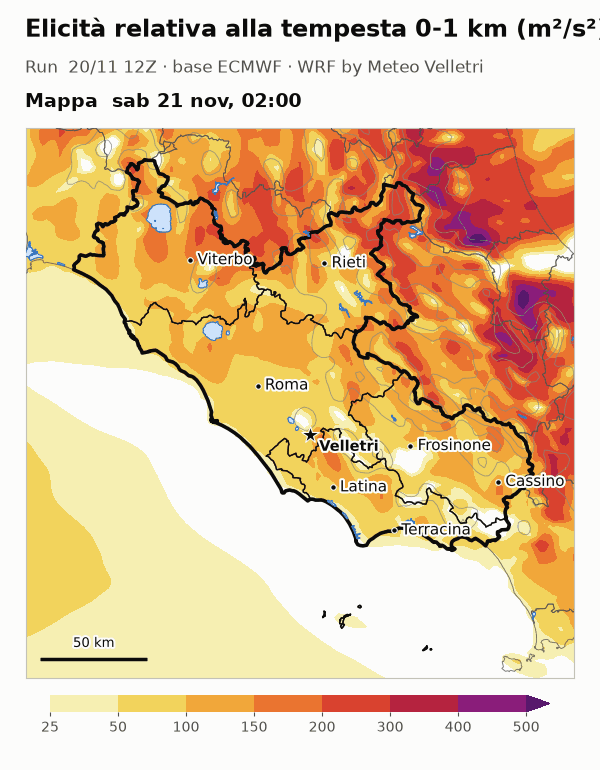 Elicità relativa alla tempesta 0-1 km (m²/s²)
Run 20/11 12Z · base ECMWF · WRF by Meteo Velletri
Mappa sab 21 nov, 02:00
Viterbo
Rieti
Roma
Velletri
Frosinone
Latina
Cassino
Terracina
50 km
25 50 100 150 200 300 400 500